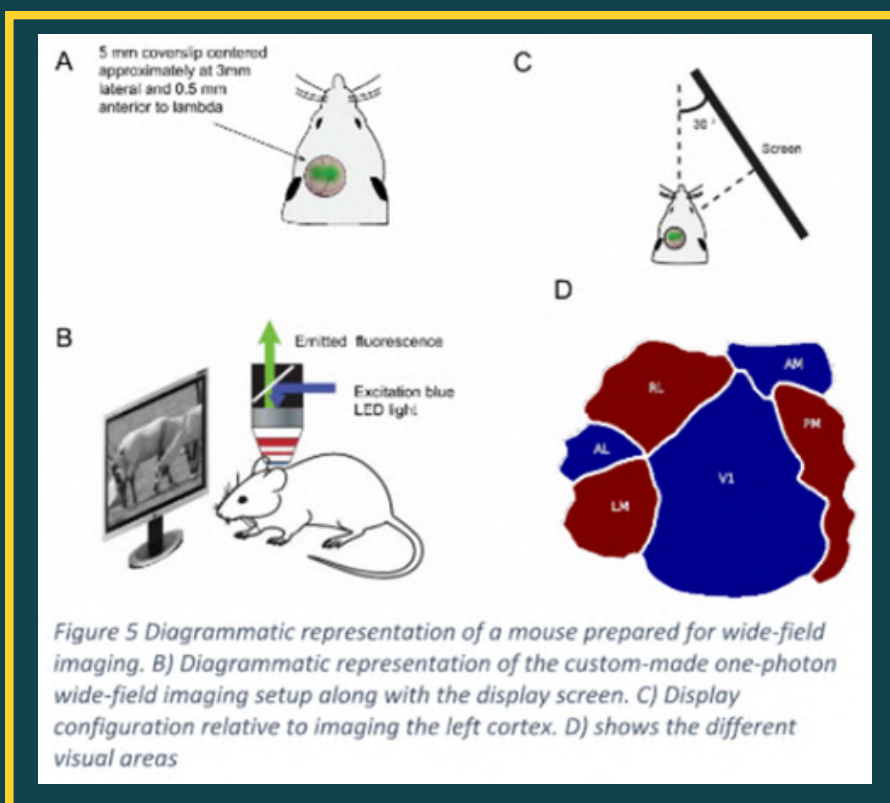 A
5 mm coverslip centered
approximately at 3mm
lateral and 0.5 mm
anterior to lambda
C
30 °
Screen
B
Emitted fluorescence
Excitation blue
LED light
D
RL
AM
AL
PM
V1
LM
Figure 5 Diagrammatic representation of a mouse prepared for wide-field
imaging. B) Diagrammatic representation of the custom-made one-photon
wide-field imaging setup along with the display screen. C) Display
configuration relative to imaging the left cortex. D) shows the different
visual areas